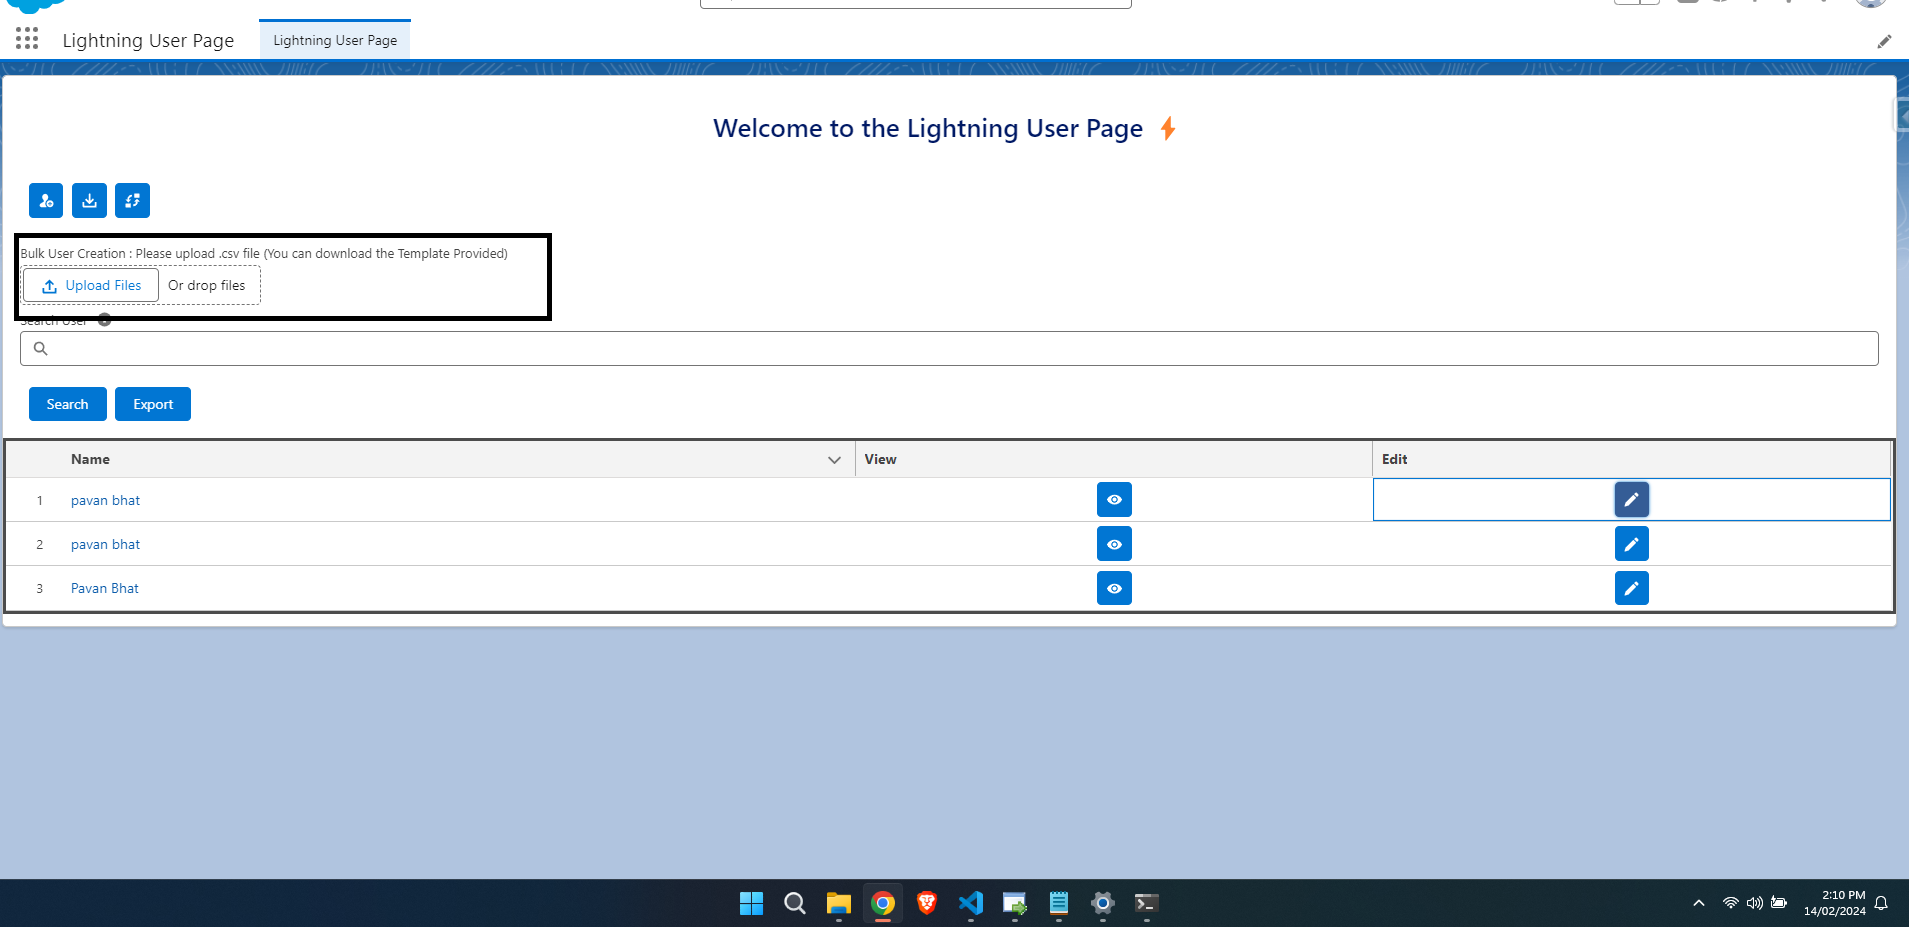 Lightning User Page
Lightning User Page
Welcome to the Lightning User Page
Bulk User Creation : Please upload .csv file (You can download the Template Provided)
Upload Files
Or drop files
Search User
Search
Export
Name
View
Edit
1
pavan bhat
2
pavan bhat
3
Pavan Bhat
2:10 PM
14/02/2024